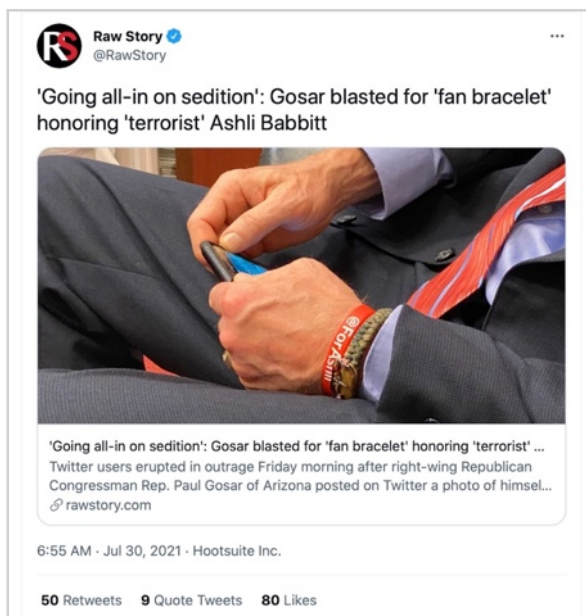 RS
Raw Story
@RawStory
'Going all-in on sedition': Gosar blasted for 'fan bracelet'
honoring 'terrorist' Ashli Babbitt
@ForAshli
'Going all-in on sedition': Gosar blasted for 'fan bracelet' honoring 'terrorist' ...
Twitter users erupted in outrage Friday morning after right-wing Republican
Congressman Rep. Paul Gosar of Arizona posted on Twitter a photo of himsel...
rawstory.com
6:55 AM · Jul 30, 2021 · Hootsuite Inc.
50 Retweets 9 Quote Tweets 80 Likes